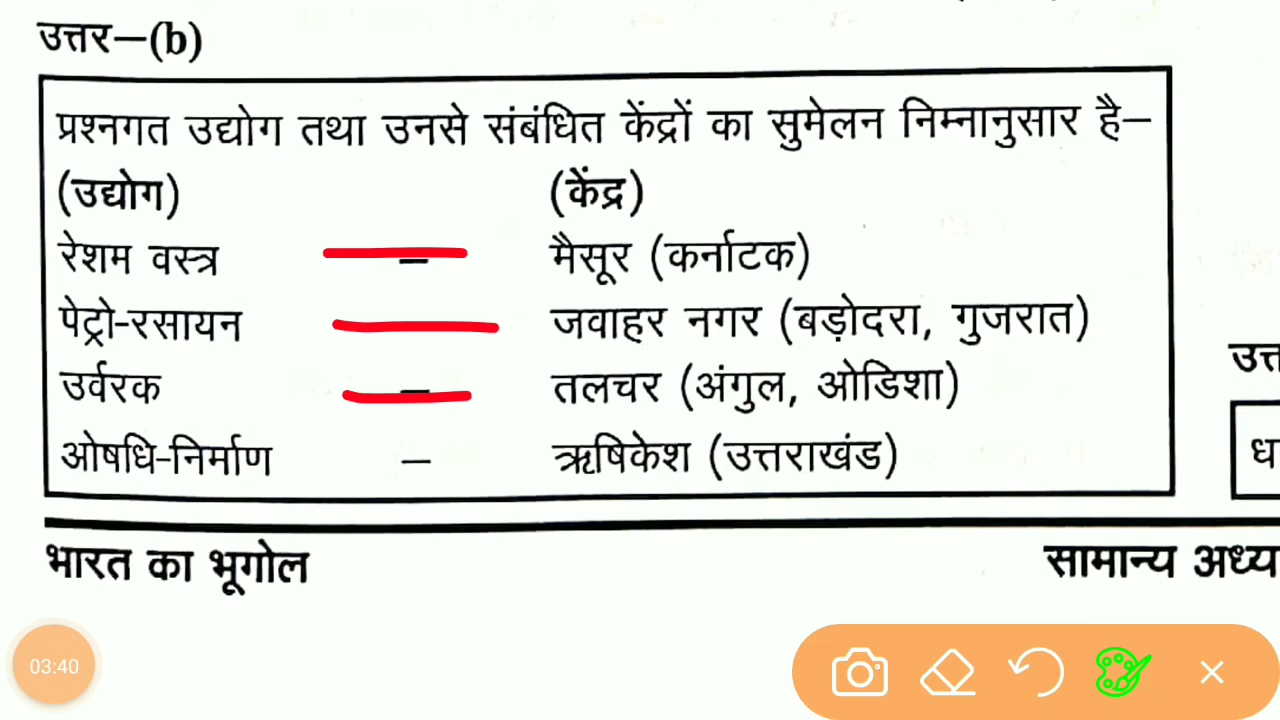 उत्तर–(b)
प्रश्नगत उद्योग तथा उनसे संबंधित केंद्रों का सुमेलन निम्नानुसार है–
(उद्योग) (केंद्र)
रेशम वस्त्र – मैसूर (कर्नाटक)
पेट्रो-रसायन जवाहर नगर (बड़ोदरा, गुजरात)
उर्वरक – तलचर (अंगुल, ओडिशा)
ओषधि-निर्माण – ऋषिकेश (उत्तराखंड)
भारत का भूगोल
03:40